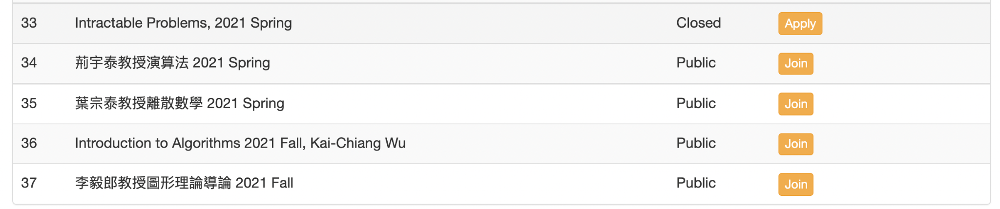 33 Intractable Problems, 2021 Spring Closed Apply
34 荊宇泰教授演算法 2021 Spring Public Join
35 葉宗泰教授離散數學 2021 Spring Public Join
36 Introduction to Algorithms 2021 Fall, Kai-Chiang Wu Public Join
37 李毅郎教授圖形理論導論 2021 Fall Public Join